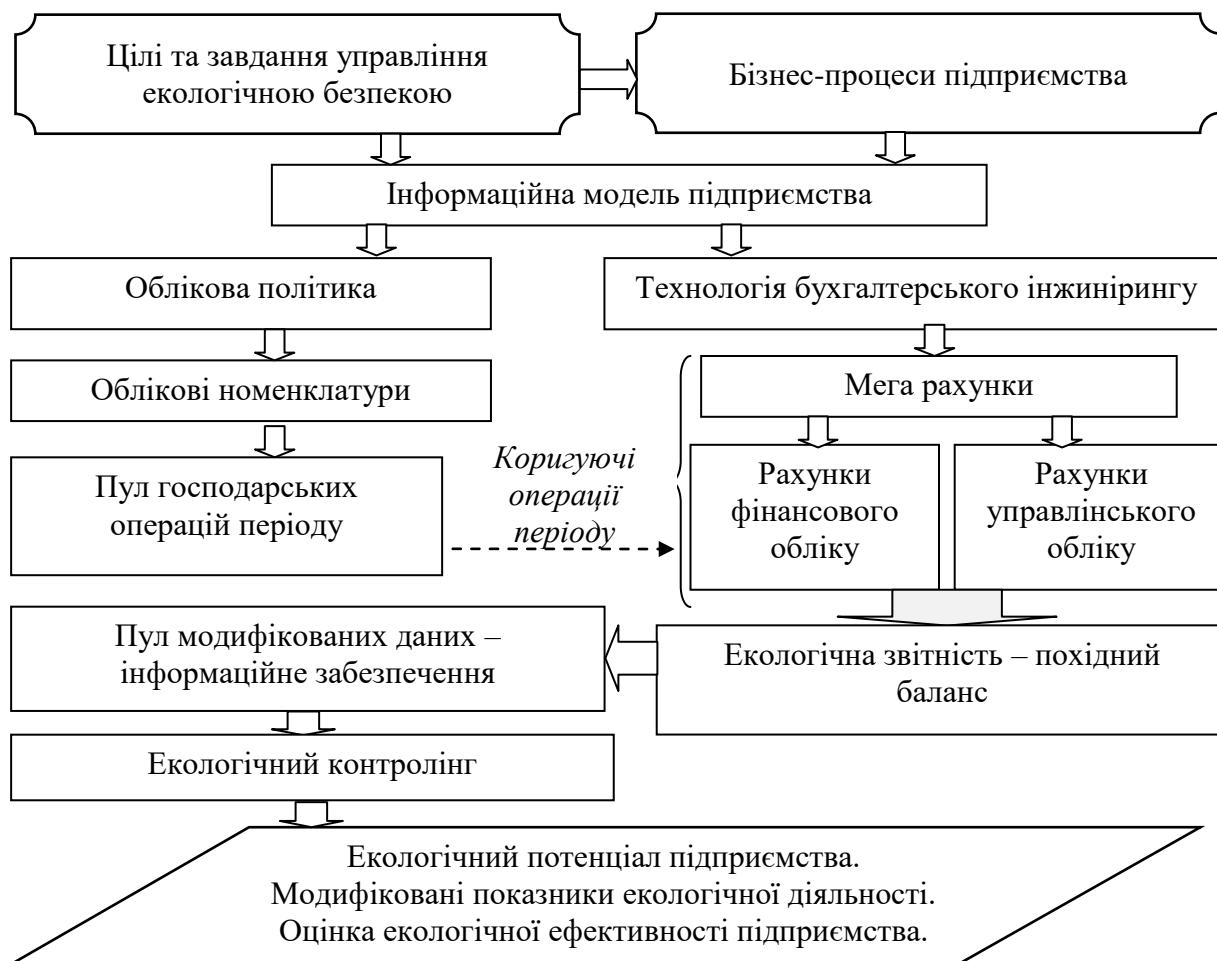 Цілі та завдання управління
екологічною безпекою
Бізнес-процеси підприємства
Інформаційна модель підприємства
Облікова політика
Технологія бухгалтерського інжинірингу
Облікові номенклатури
Мега рахунки
Пул господарських
операцій періоду
Коригуючі
операції
періоду
Рахунки
фінансового
обліку
Рахунки
управлінського
обліку
Пул модифікованих даних –
інформаційне забезпечення
Екологічна звітність – похідний
баланс
Екологічний контролінг
Екологічний потенціал підприємства.
Модифіковані показники екологічної діяльності.
Оцінка екологічної ефективності підприємства.